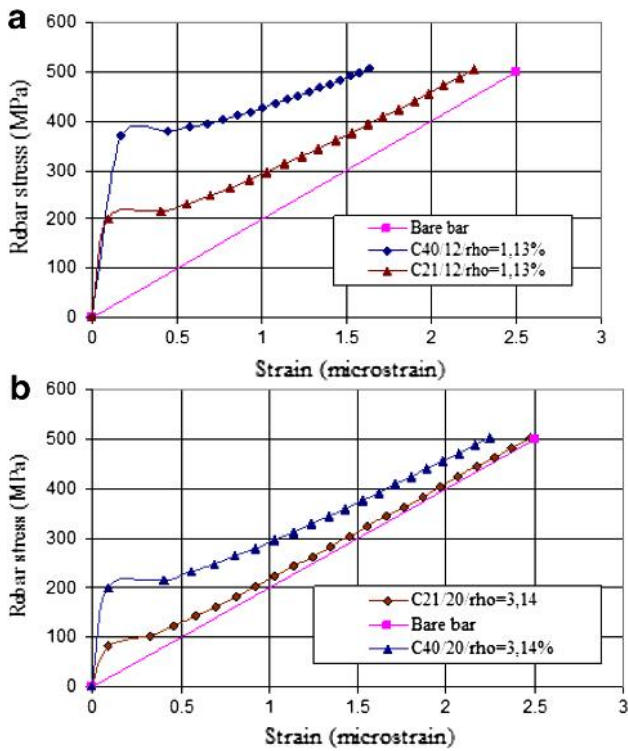 a
Rebar stress (MPa)
600
500
400
300
200
100
0
Bare bar
C40/12/rho=1,13%
C21/12/rho=1,13%
0 0.5 1 1.5 2 2.5 3
Strain (microstrain)
b
Rebar stress (MPa)
600
500
400
300
200
100
0
C21/20/rho=3,14
Bare bar
C40/20/rho=3,14%
0 0.5 1 1.5 2 2.5 3
Strain (microstrain)